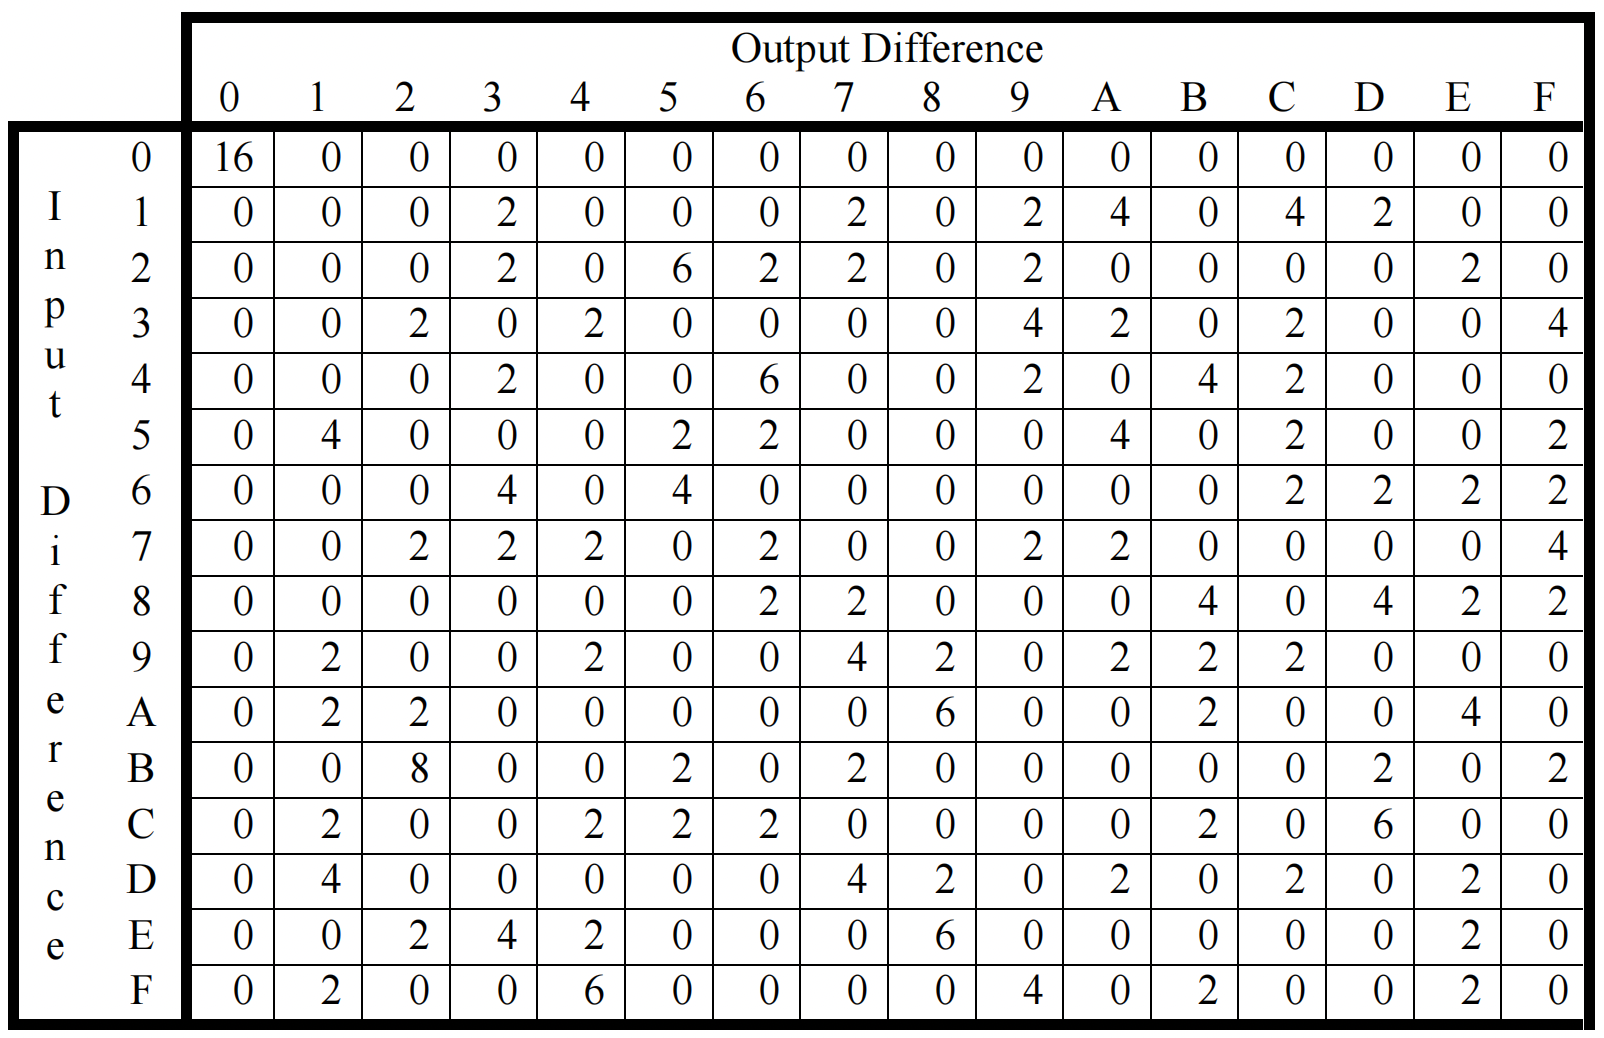 Output Difference
0 1 2 3 4 5 6 7 8 9 A B C D E F
Input Difference
0 16 0 0 0 0 0 0 0 0 0 0 0 0 0 0 0
1 0 0 0 2 0 0 0 2 0 2 4 0 4 2 0 0
2 0 0 0 2 0 6 2 2 0 2 0 0 0 0 2 0
3 0 0 2 0 2 0 0 0 0 4 2 0 2 0 0 4
4 0 0 0 2 0 0 6 0 0 2 0 4 2 0 0 0
5 0 4 0 0 0 2 2 0 0 0 4 0 2 0 0 2
6 0 0 0 4 0 4 0 0 0 0 0 0 2 2 2 2
7 0 0 2 2 2 0 2 0 0 2 2 0 0 0 0 4
8 0 0 0 0 0 0 2 2 0 0 0 4 0 4 2 2
9 0 2 0 0 2 0 0 4 2 0 2 2 2 0 0 0
A 0 2 2 0 0 0 0 0 6 0 0 2 0 0 4 0
B 0 0 8 0 0 2 0 2 0 0 0 0 0 2 0 2
C 0 2 0 0 2 2 2 0 0 0 0 2 0 6 0 0
D 0 4 0 0 0 0 0 4 2 0 2 0 2 0 2 0
E 0 0 2 4 2 0 0 0 6 0 0 0 0 0 2 0
F 0 2 0 0 6 0 0 0 0 4 0 2 0 0 2 0